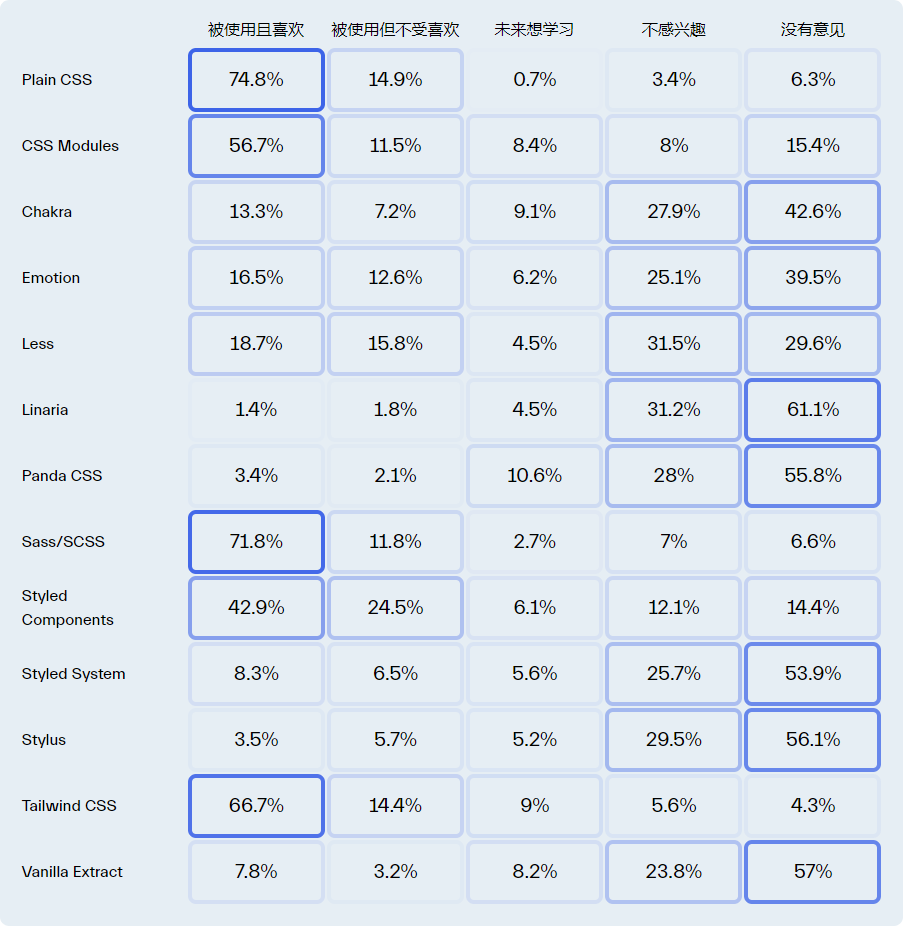 被使用且喜欢 被使用但不受喜欢 未来想学习 不感兴趣 没有意见
Plain CSS 74.8% 14.9% 0.7% 3.4% 6.3%
CSS Modules 56.7% 11.5% 8.4% 8% 15.4%
Chakra 13.3% 7.2% 9.1% 27.9% 42.6%
Emotion 16.5% 12.6% 6.2% 25.1% 39.5%
Less 18.7% 15.8% 4.5% 31.5% 29.6%
Linaria 1.4% 1.8% 4.5% 31.2% 61.1%
Panda CSS 3.4% 2.1% 10.6% 28% 55.8%
Sass/SCSS 71.8% 11.8% 2.7% 7% 6.6%
Styled
Components 42.9% 24.5% 6.1% 12.1% 14.4%
Styled System 8.3% 6.5% 5.6% 25.7% 53.9%
Stylus 3.5% 5.7% 5.2% 29.5% 56.1%
Tailwind CSS 66.7% 14.4% 9% 5.6% 4.3%
Vanilla Extract 7.8% 3.2% 8.2% 23.8% 57%